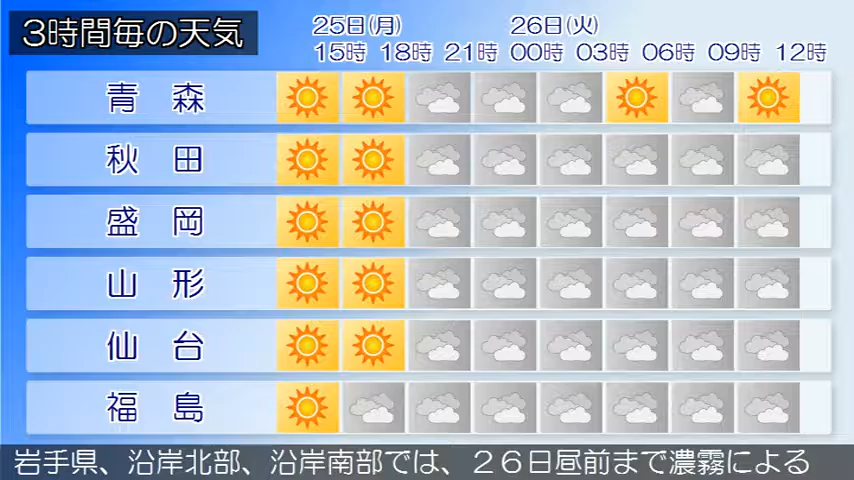 3時間毎の天気
25日(月) 26日(火)
15時 18時 21時 00時 03時 06時 09時 12時
青森
秋田
盛岡
山形
仙台
福島
岩手県、沿岸北部、沿岸南部では、26日昼前まで濃霧による